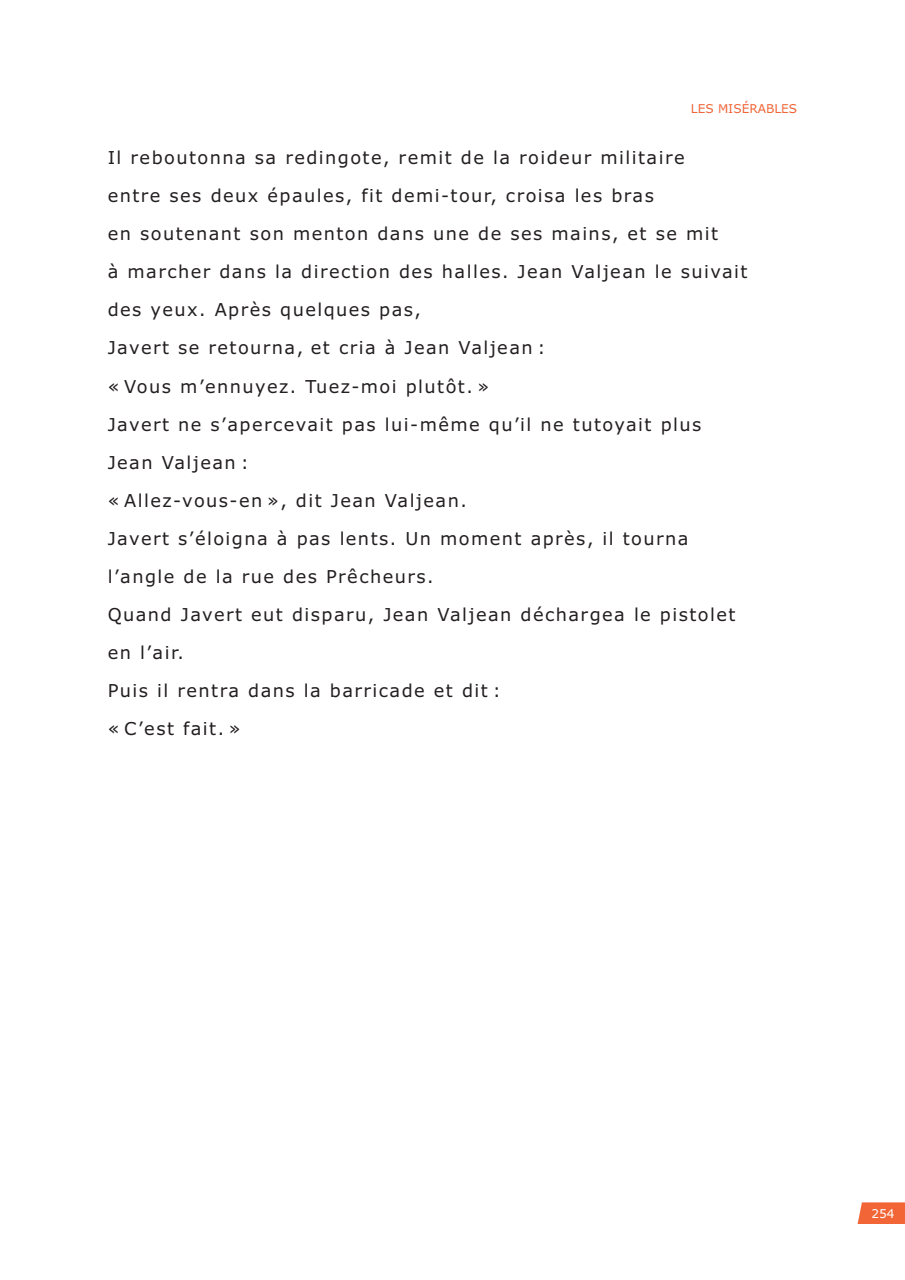 LES MISÉRABLES
Il reboutonna sa redingote, remit de la roideur militaire
entre ses deux épaules, fit demi-tour, croisa les bras
en soutenant son menton dans une de ses mains, et se mit
à marcher dans la direction des halles. Jean Valjean le suivait
des yeux. Après quelques pas,
Javert se retourna, et cria à Jean Valjean :
« Vous m’ennuyez. Tuez-moi plutôt. »
Javert ne s’apercevait pas lui-même qu’il ne tutoyait plus
Jean Valjean :
« Allez-vous-en », dit Jean Valjean.
Javert s’éloigna à pas lents. Un moment après, il tourna
l’angle de la rue des Prêcheurs.
Quand Javert eut disparu, Jean Valjean déchargea le pistolet
en l’air.
Puis il rentra dans la barricade et dit :
« C’est fait. »
254